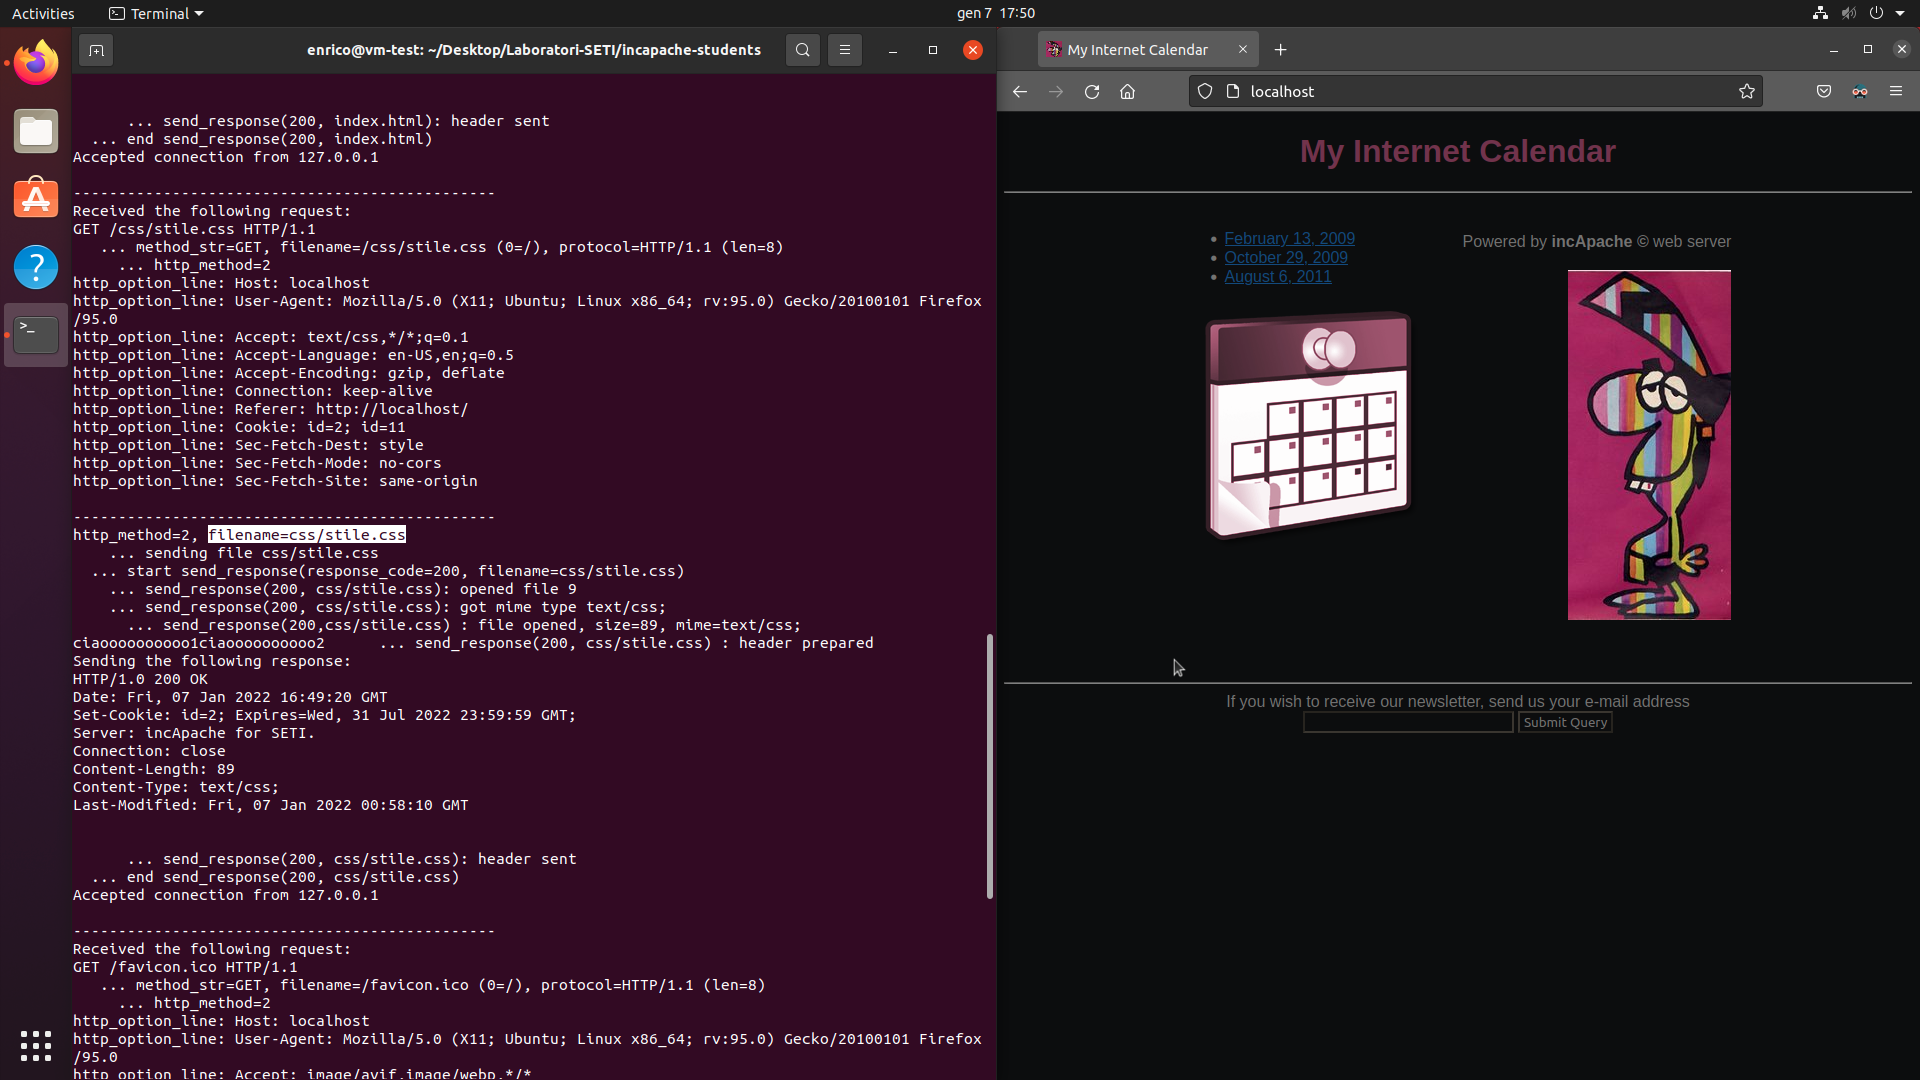 Activities
Terminal
gen 7 17:50
enrico@vm-test: ~/Desktop/Laboratori-SETI/incapache-students
... send_response(200, index.html): header sent
... end send_response(200, index.html)
Accepted connection from 127.0.0.1
-----------------------------------------------
Received the following request:
GET /css/stile.css HTTP/1.1
... method_str=GET, filename=/css/stile.css (0=/), protocol=HTTP/1.1 (len=8)
... http_method=2
http_option_line: Host: localhost
http_option_line: User-Agent: Mozilla/5.0 (X11; Ubuntu; Linux x86_64; rv:95.0) Gecko/20100101 Firefox
/95.0
http_option_line: Accept: text/css,*/*;q=0.1
http_option_line: Accept-Language: en-US,en;q=0.5
http_option_line: Accept-Encoding: gzip, deflate
http_option_line: Connection: keep-alive
http_option_line: Referer: http://localhost/
http_option_line: Cookie: id=2; id=11
http_option_line: Sec-Fetch-Dest: style
http_option_line: Sec-Fetch-Mode: no-cors
http_option_line: Sec-Fetch-Site: same-origin
-----------------------------------------------
http_method=2, filename=css/stile.css
... sending file css/stile.css
... start send_response(response_code=200, filename=css/stile.css)
... send_response(200, css/stile.css): opened file 9
... send_response(200, css/stile.css): got mime type text/css;
... send_response(200,css/stile.css) : file opened, size=89, mime=text/css;
ciaoooooooooo1ciaoooooooooo2 ... send_response(200, css/stile.css) : header prepared
Sending the following response:
HTTP/1.0 200 OK
Date: Fri, 07 Jan 2022 16:49:20 GMT
Set-Cookie: id=2; Expires=Wed, 31 Jul 2022 23:59:59 GMT;
Server: incApache for SETI.
Connection: close
Content-Length: 89
Content-Type: text/css;
Last-Modified: Fri, 07 Jan 2022 00:58:10 GMT
... send_response(200, css/stile.css): header sent
... end send_response(200, css/stile.css)
Accepted connection from 127.0.0.1
-----------------------------------------------
Received the following request:
GET /favicon.ico HTTP/1.1
... method_str=GET, filename=/favicon.ico (0=/), protocol=HTTP/1.1 (len=8)
... http_method=2
http_option_line: Host: localhost
http_option_line: User-Agent: Mozilla/5.0 (X11; Ubuntu; Linux x86_64; rv:95.0) Gecko/20100101 Firefox
/95.0
http_option_line: Accept: image/avif,image/webp,*/*
My Internet Calendar
localhost
My Internet Calendar
February 13, 2009
October 29, 2009
August 6, 2011
Powered by incApache © web server
If you wish to receive our newsletter, send us your e-mail address
Submit Query